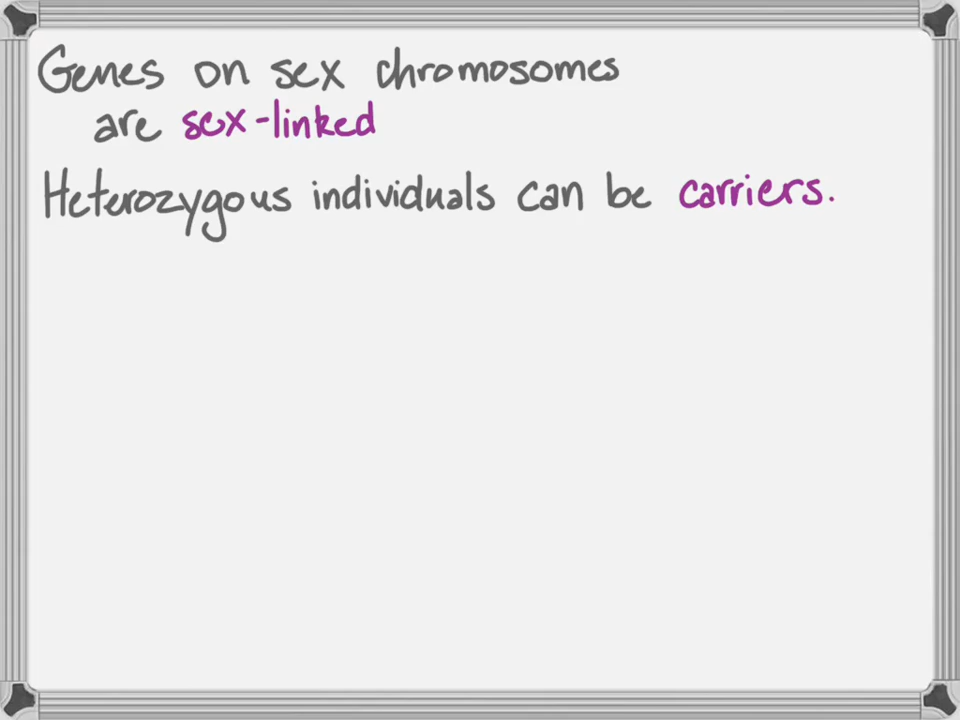 Genes on sex chromosomes
are sex-linked
Heterozygous individuals can be carriers.